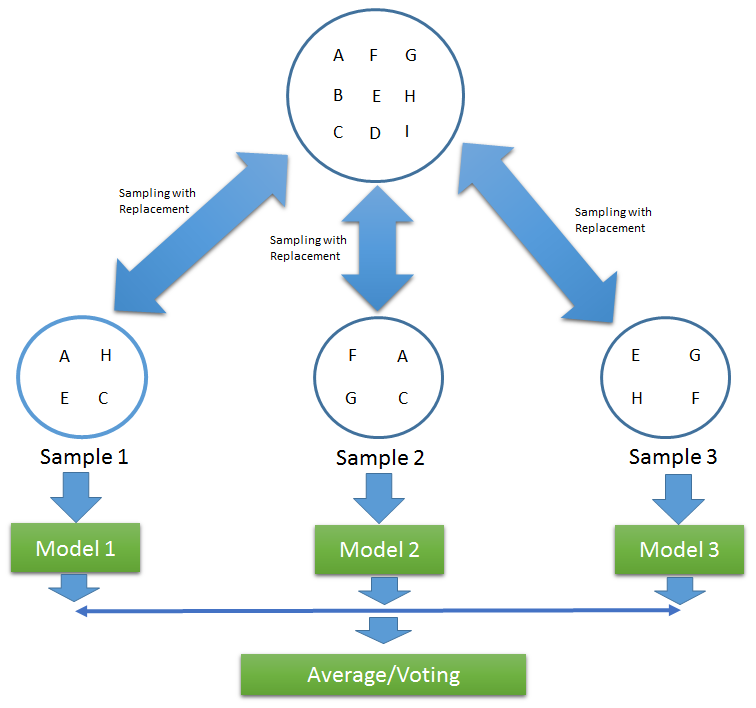 A F G
B E H
C D I
Sampling with
Replacement
Sampling with
Replacement
Sampling with
Replacement
A H
E C
F A
G C
E G
H F
Sample 1
Sample 2
Sample 3
Model 1
Model 2
Model 3
Average/Voting